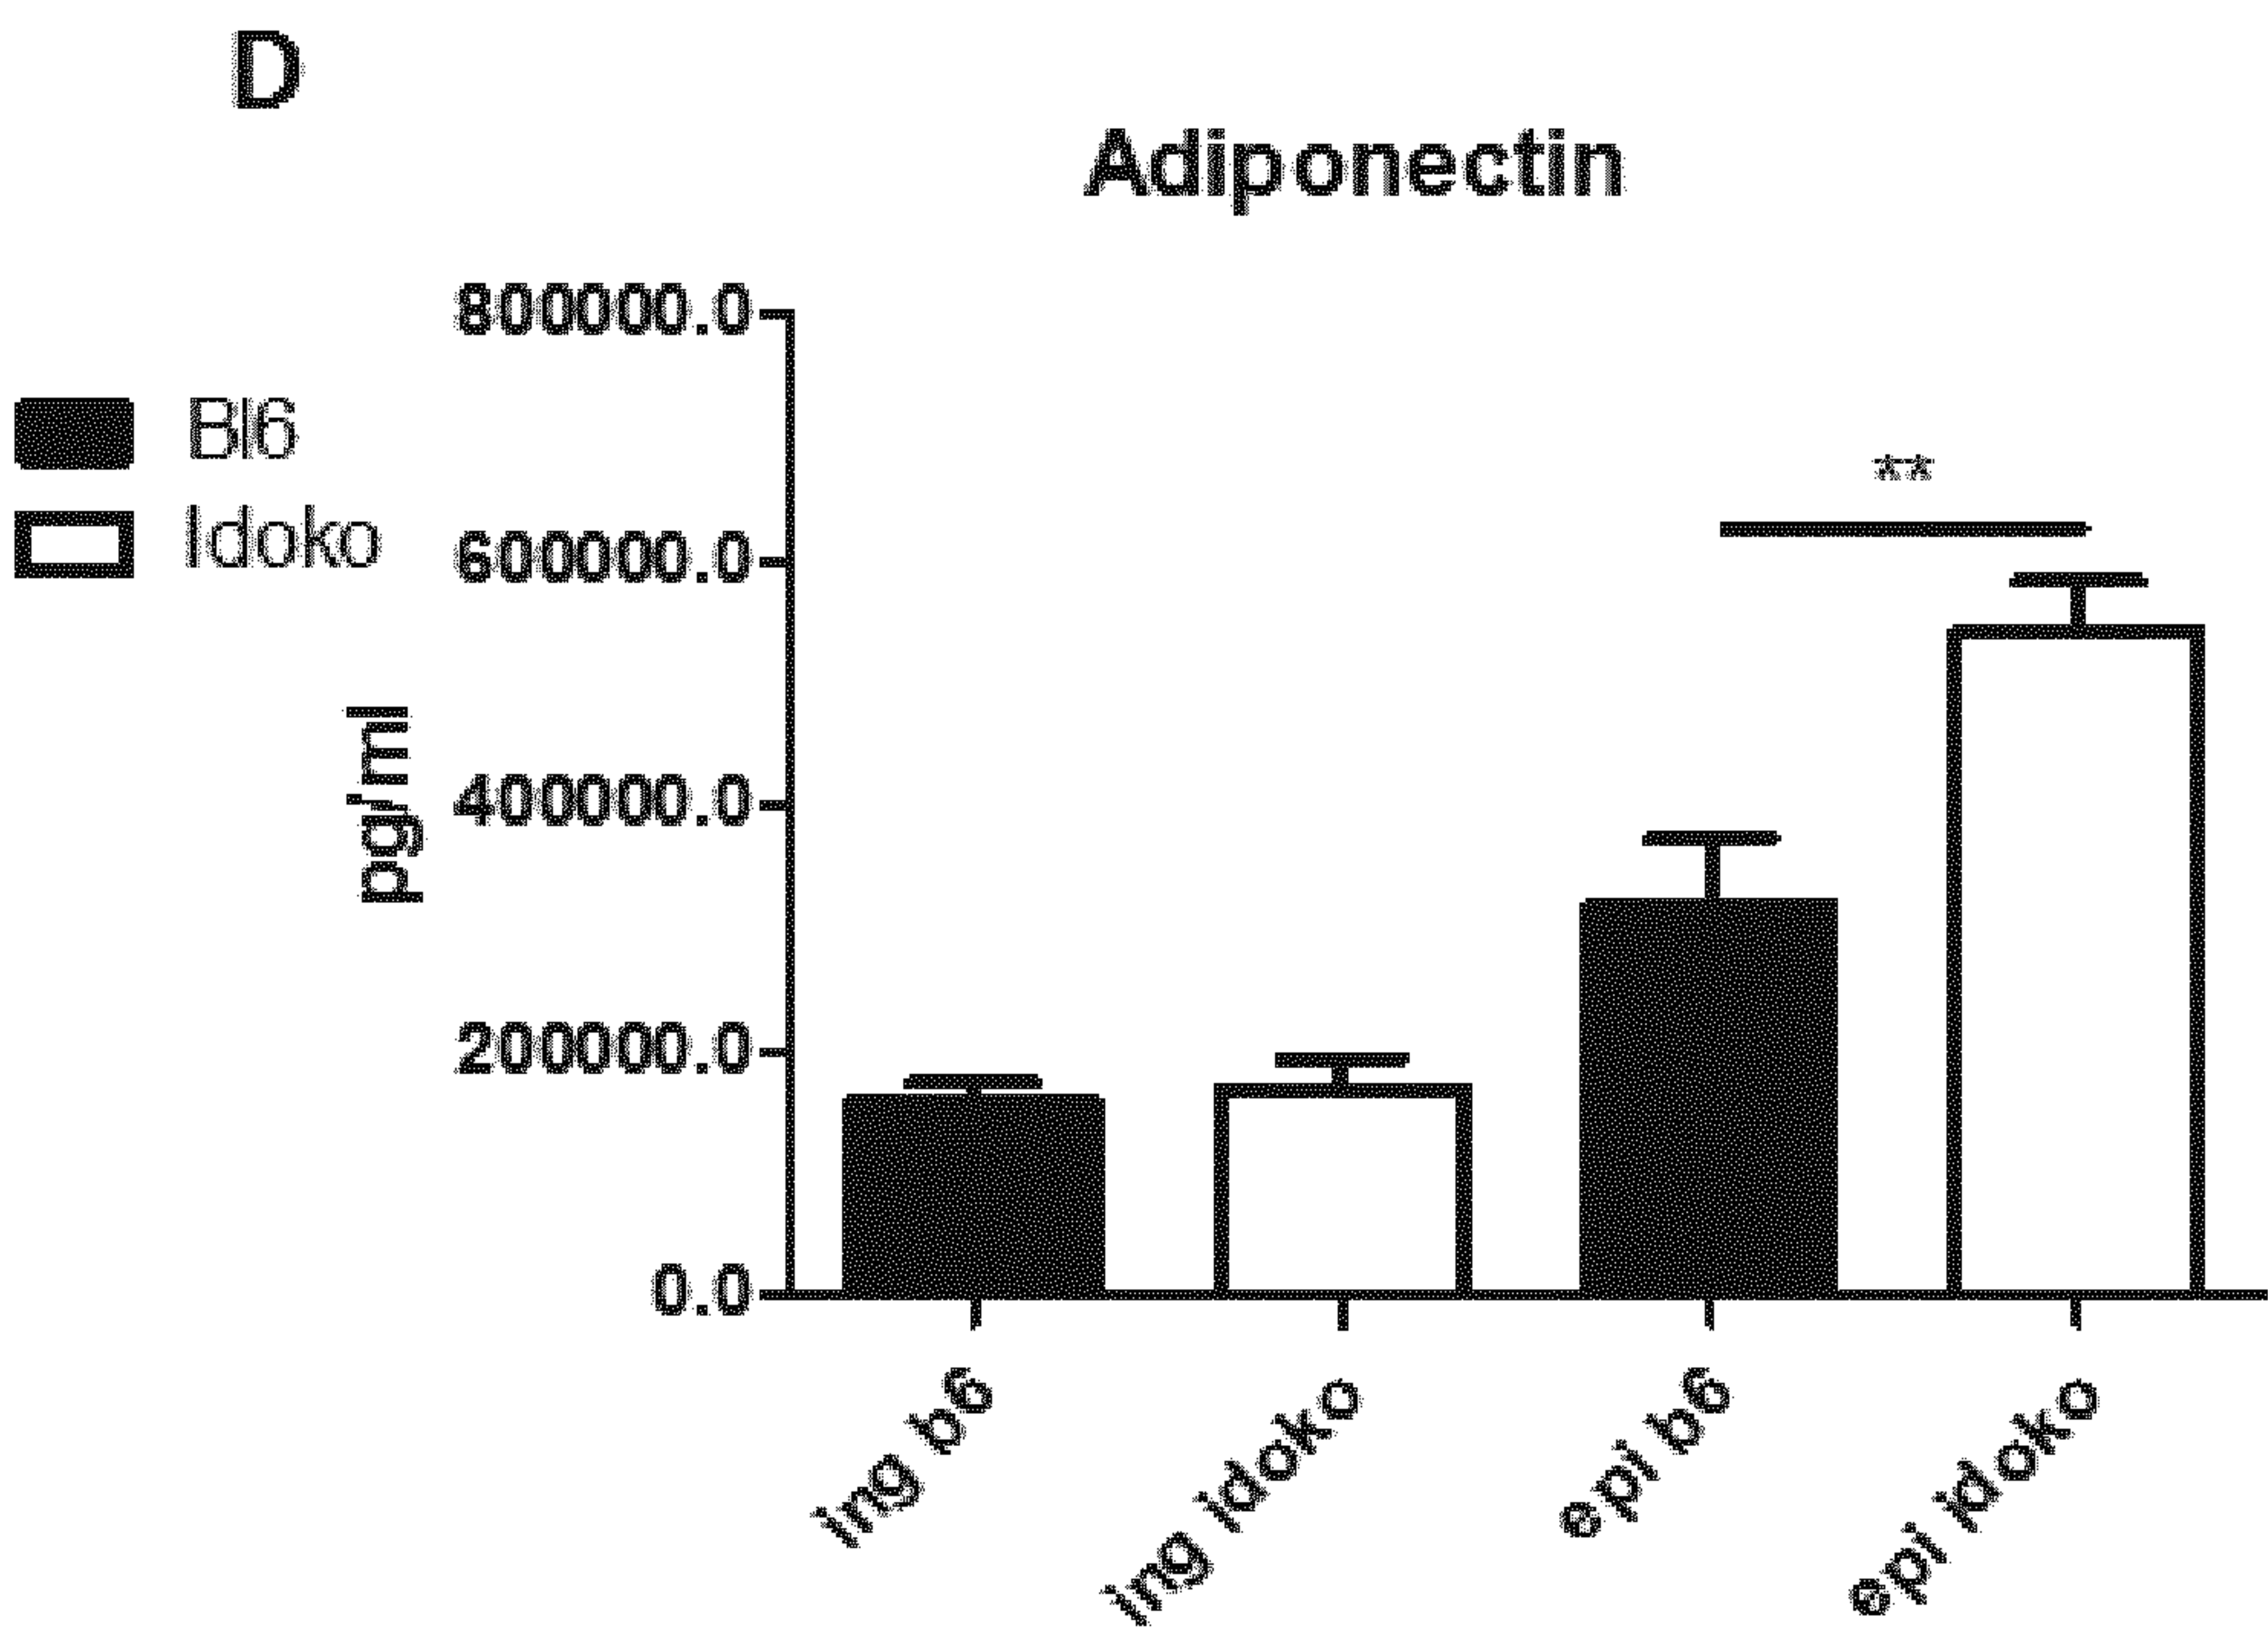 D
Adiponectin
Bl6
Idoko
pg/ml
800000.0
600000.0
400000.0
200000.0
0.0
**
ing b6
ing idoko
epi b6
epi idoko